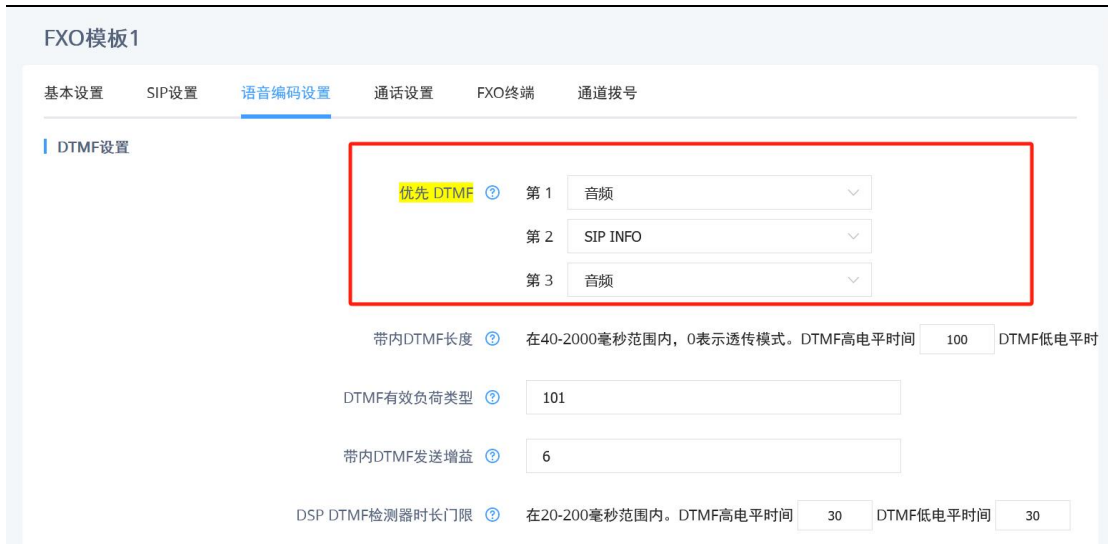 FXO模板1
基本设置 SIP设置 语音编码设置 通话设置 FXO终端 通道拨号
DTMF设置
优先 DTMF ? 第 1 音频
第 2 SIP INFO
第 3 音频
带内DTMF长度 ? 在40-2000毫秒范围内，0表示透传模式。DTMF高电平时间 100 DTMF低电平时
DTMF有效负荷类型 ? 101
带内DTMF发送增益 ? 6
DSP DTMF检测器时长门限 ? 在20-200毫秒范围内。DTMF高电平时间 30 DTMF低电平时间 30